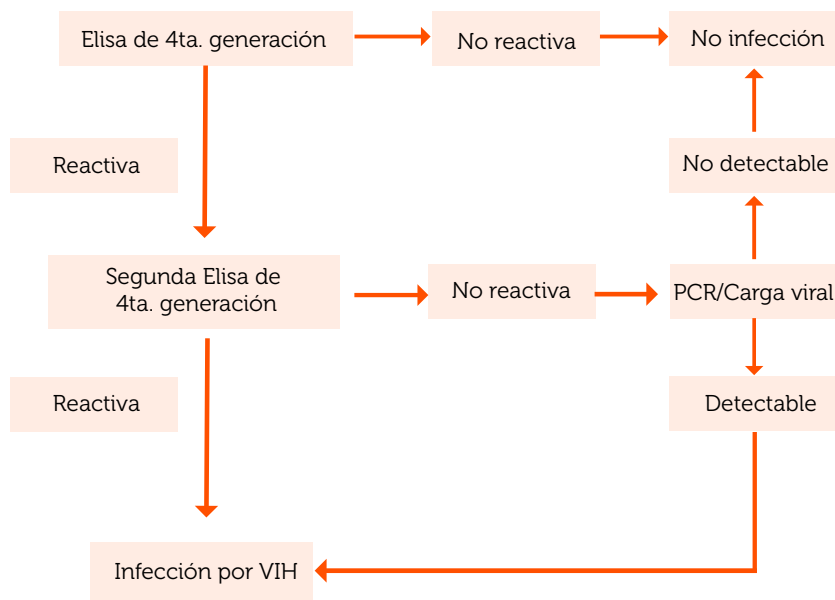 Elisa de 4ta. generación
No reactiva
No infección
Reactiva
No detectable
Segunda Elisa de
4ta. generación
No reactiva
PCR/Carga viral
Reactiva
Detectable
Infección por VIH